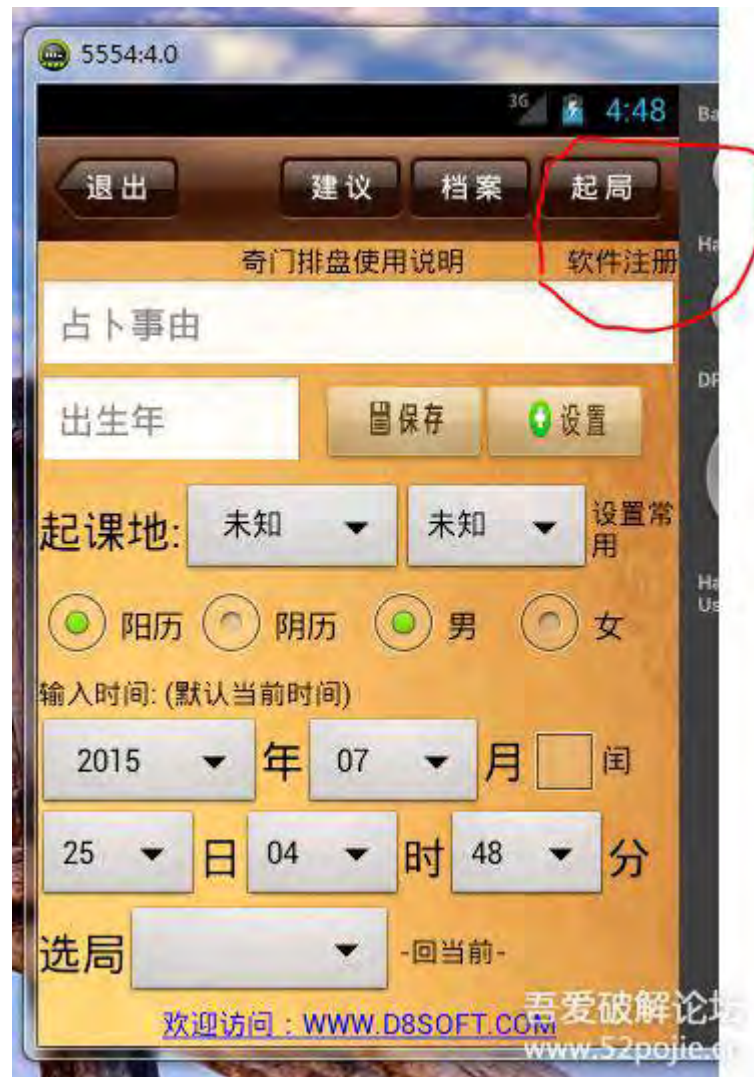 5554:4.0
3G 4:48
退出 建议 档案 起局
奇门排盘使用说明 软件注册
占卜事由
出生年 保存 设置
起课地: 未知 未知 设置常用
阳历 阴历 男 女
输入时间: (默认当前时间)
2015 年 07 月 闰
25 日 04 时 48 分
选局 -回当前-
欢迎访问：WWW.D8SOFT.COM
吾爱破解论坛
www.52pojie.cn